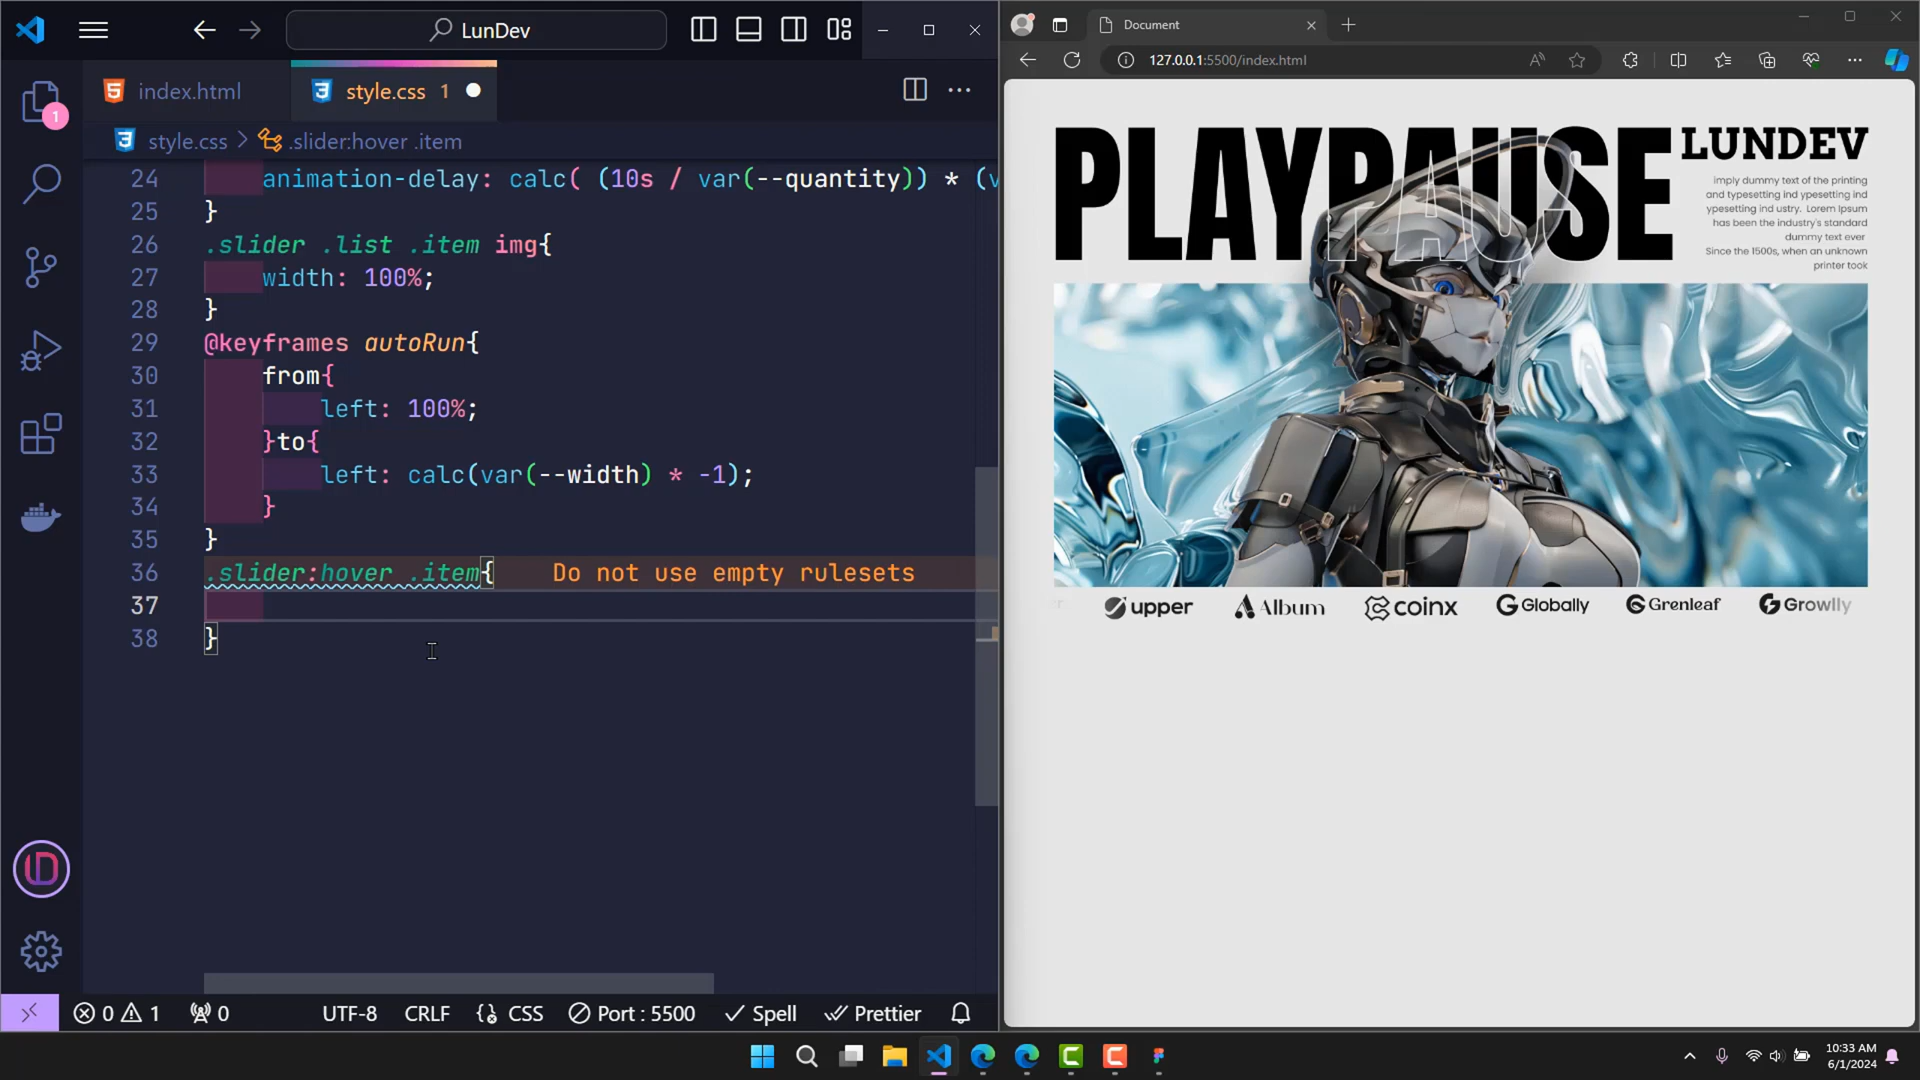 LunDev
index.html
style.css 1
style.css > .slider:hover .item
24 animation-delay: calc( (10s / var(--quantity)) * (v
25 }
26 .slider .list .item img{
27 width: 100%;
28 }
29 @keyframes autoRun{
30 from{
31 left: 100%;
32 }to{
33 left: calc(var(--width) * -1);
34 }
35 }
36 .slider:hover .item{ Do not use empty rulesets
37
38 }
1
0 1
0
UTF-8
CRLF
CSS
Port : 5500
Spell
Prettier
Document
127.0.0.1:5500/index.html
PLAYPAUSE
LUNDEV
imply dummy text of the printing
and typesetting ind ypesetting ind
ypesetting ind ustry. Lorem Ipsum
has been the industry's standard
dummy text ever
Since the 1500s, when an unknown
printer took
upper
Album
coinx
Globally
Grenleaf
Growlly
10:33 AM
6/1/2024